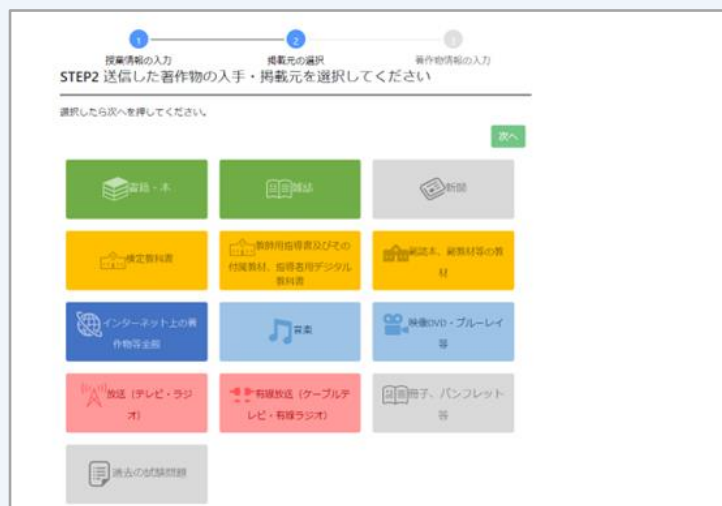 1
2
3
授業情報の入力
掲載元の選択
著作物情報の入力
STEP2 送信した著作物の入手・掲載元を選択してください
選択したら次へを押してください。
次へ
書籍・本
雑誌
新聞
検定教科書
教師用指導書及びその
付属教材、指導者用デジタル
教科書
副読本、副教材等の教
材
インターネット上の著
作物等全般
音楽
映像DVD・ブルーレイ
等
放送（テレビ・ラジ
オ）
有線放送（ケーブルテ
レビ・有線ラジオ）
冊子、パンフレット
等
過去の試験問題